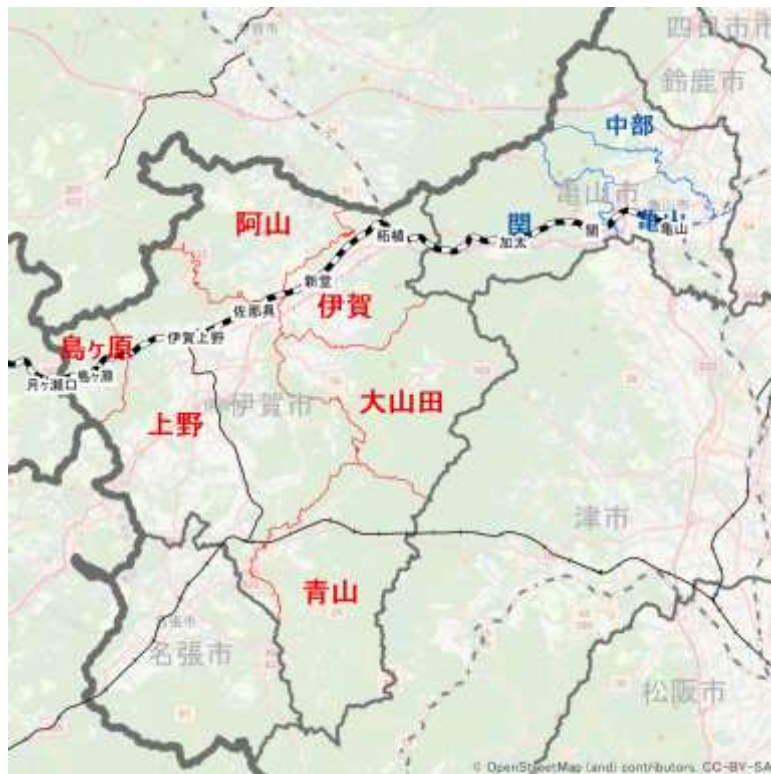 四日市市
鈴鹿市
中部
亀山市
阿山
関
亀山
柘植
加太
関
亀山
新堂
伊賀
佐那具
島ヶ原
伊賀上野
月ヶ瀬口
島ヶ原
大山田
上野
伊賀市
津市
青山
名張市
名張市
松阪市
© OpenStreetMap (and) contributors, CC-BY-SA